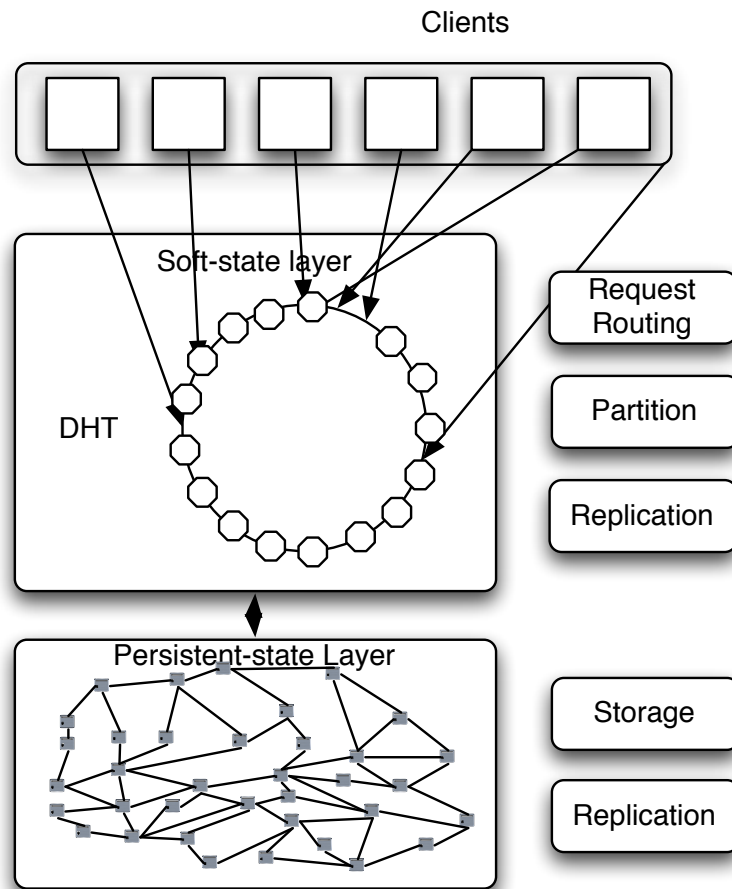 Clients
Soft-state layer
Request
Routing
Partition
DHT
Replication
Persistent-state Layer
Storage
Replication